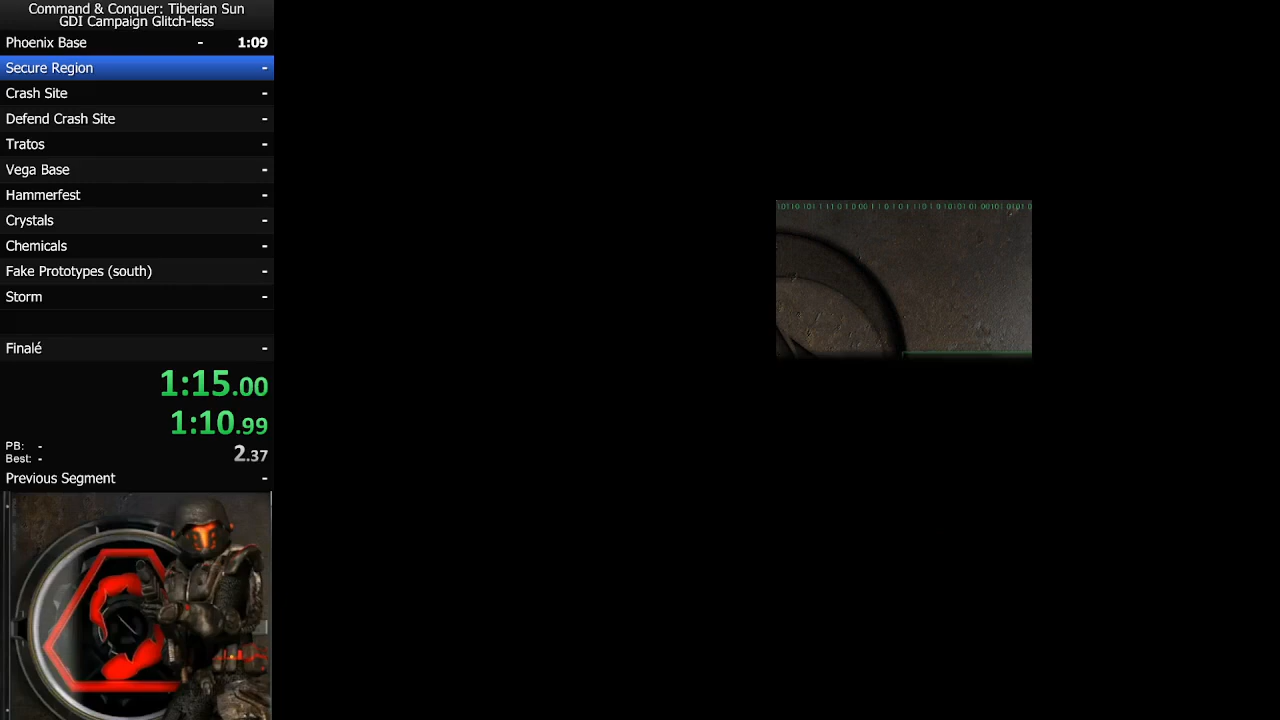 Command & Conquer: Tiberian Sun
GDI Campaign Glitch-less
Phoenix Base - 1:09
Secure Region -
Crash Site -
Defend Crash Site -
Tratos -
Vega Base -
Hammerfest -
Crystals -
Chemicals -
Fake Prototypes (south) -
Storm -
Finalé -
1:15.00
1:10.99
PB: -
Best: - 2.37
Previous Segment -